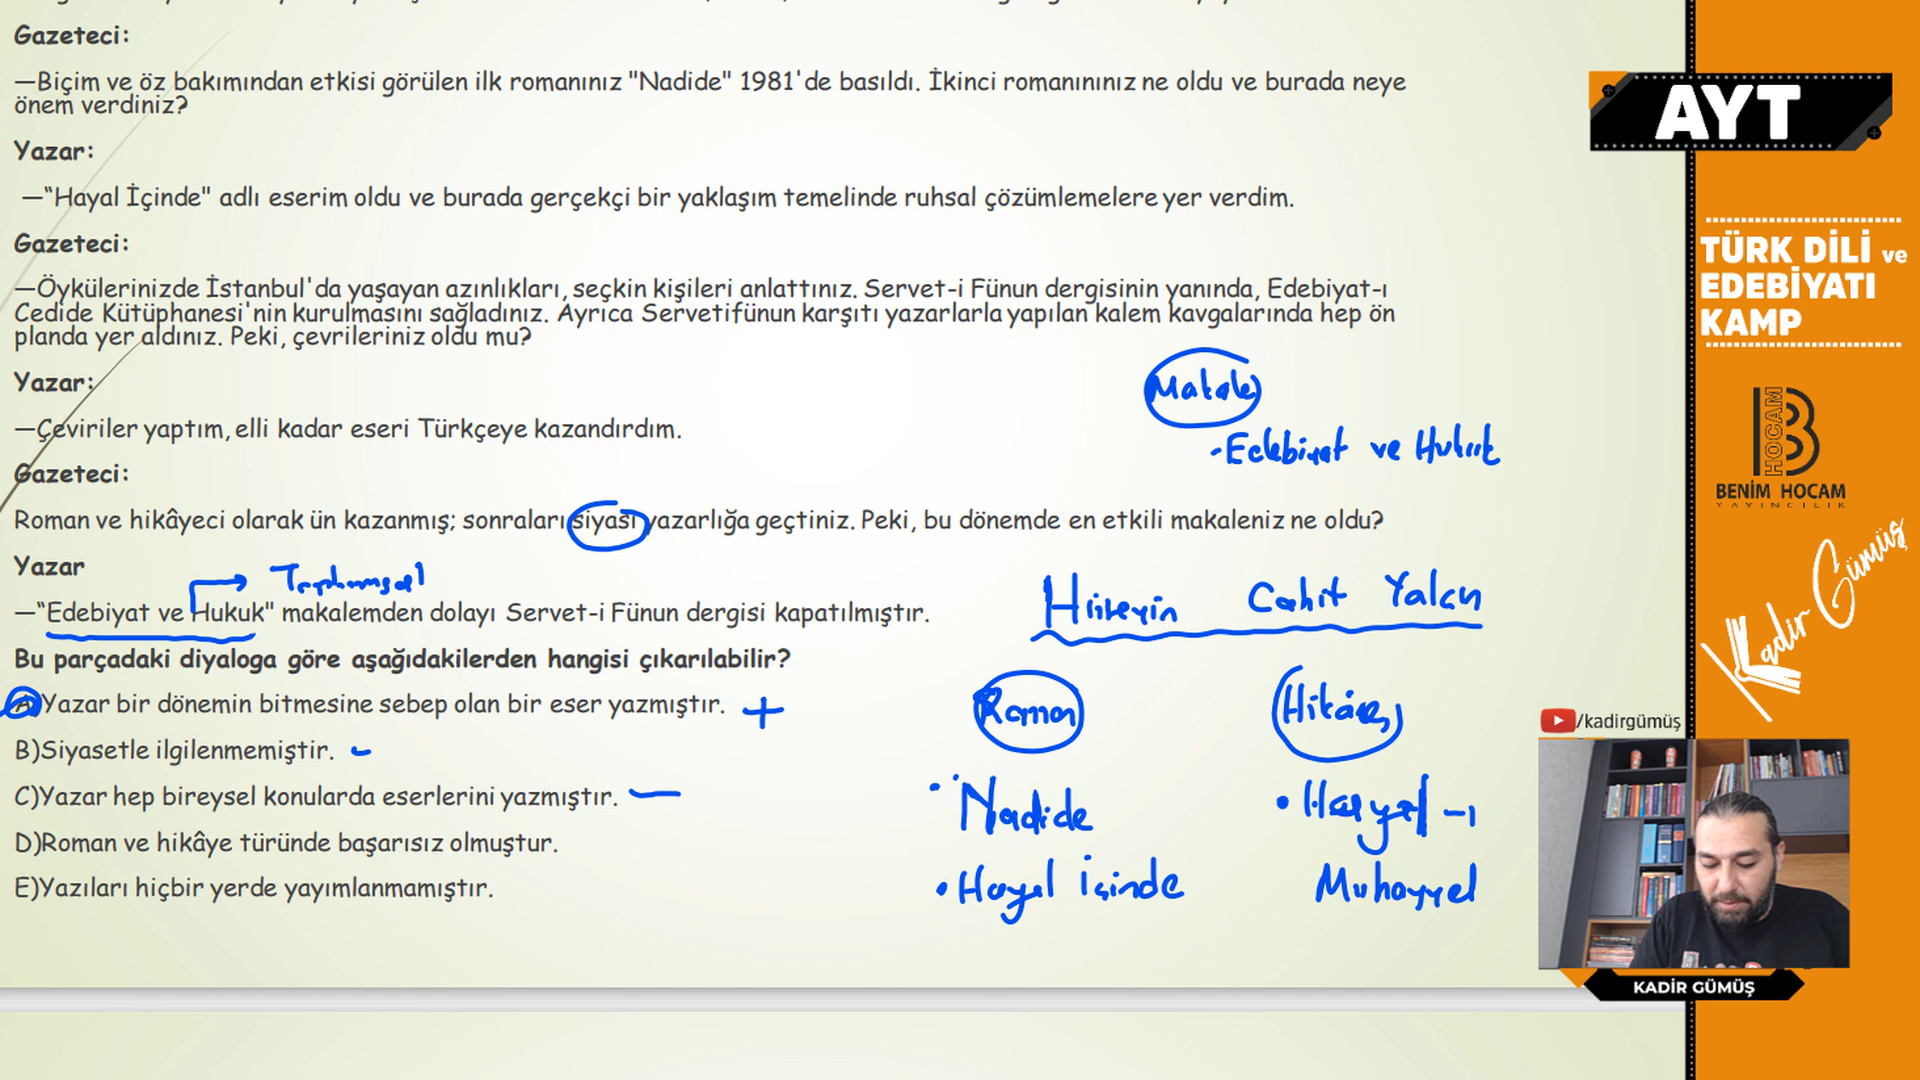 Gazeteci:
—Biçim ve öz bakımından etkisi görülen ilk romanınız "Nadide" 1981'de basıldı. İkinci romanınınız ne oldu ve burada neye
önem verdiniz?
Yazar:
—“Hayal İçinde" adlı eserim oldu ve burada gerçekçi bir yaklaşım temelinde ruhsal çözümlemelere yer verdim.
Gazeteci:
—Öykülerinizde İstanbul'da yaşayan azınlıkları, seçkin kişileri anlattınız. Servet-i Fünun dergisinin yanında, Edebiyat-ı
Cedide Kütüphanesi'nin kurulmasını sağladınız. Ayrıca Servetifünun karşıtı yazarlarla yapılan kalem kavgalarında hep ön
planda yer aldınız. Peki, çevrileriniz oldu mu?
Yazar:
—Çeviriler yaptım, elli kadar eseri Türkçeye kazandırdım.
Makale
-Edebiyat ve Hukuk
Gazeteci:
Roman ve hikâyeci olarak ün kazanmış; sonraları siyası yazarlığa geçtiniz. Peki, bu dönemde en etkili makaleniz ne oldu?
Yazar
Toplumsal
—“Edebiyat ve Hukuk" makalemden dolayı Servet-i Fünun dergisi kapatılmıştır.
Hüseyin Cahit Yalçın
Bu parçadaki diyaloga göre aşağıdakilerden hangisi çıkarılabilir?
A)Yazar bir dönemin bitmesine sebep olan bir eser yazmıştır. +
B)Siyasetle ilgilenmemiştir. -
C)Yazar hep bireysel konularda eserlerini yazmıştır. -
D)Roman ve hikâye türünde başarısız olmuştur.
E)Yazıları hiçbir yerde yayımlanmamıştır.
Roman
• Nadide
• Hayal İçinde
Hikâye
• Hayat-ı
Muhayyel
AYT
TÜRK DİLİ ve
EDEBİYATI
KAMP
HOCAM
BENİM HOCAM
YAYINCILIK
Kadir Gümüş
/kadirgümüş
KADİR GÜMÜŞ